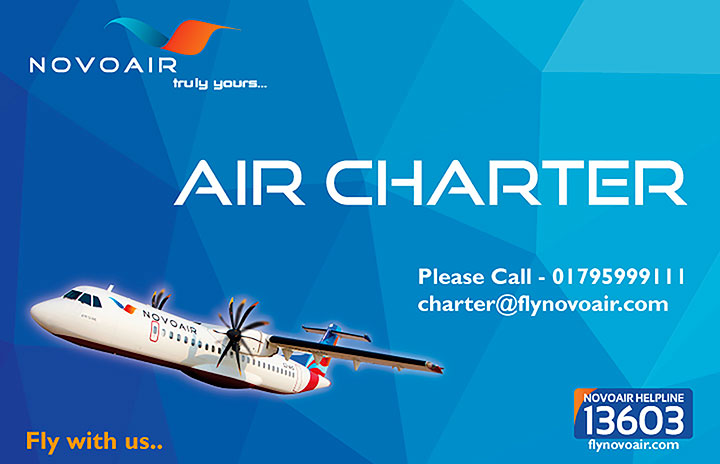 NOVOAIR
truly yours...
AIR CHARTER
Please Call - 01795999111
charter@flynovoair.com
NOVOAIR
NOVOAIR HELPLINE
13603
flynovoair.com
Fly with us..